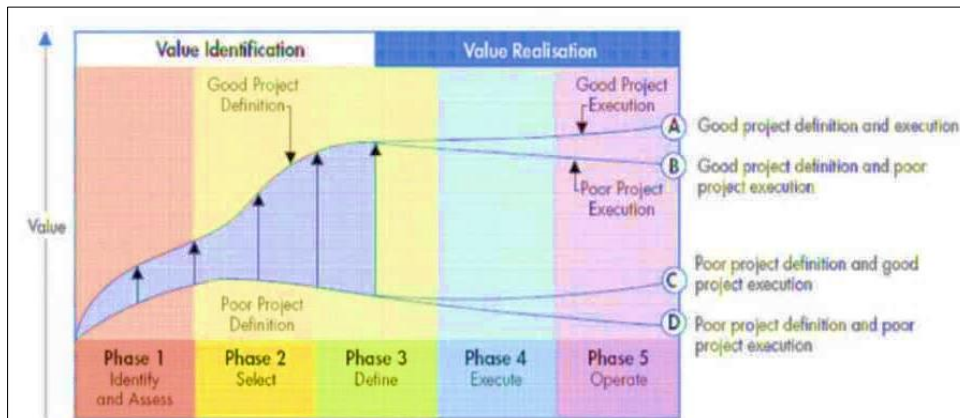 Value Identification
Value Realisation
Good Project
Definition
Good Project
Execution
A
Good project definition and execution
B
Good project definition and poor
project execution
Poor Project
Execution
Value
C
Poor project definition and good
project execution
Poor Project
Definition
D
Poor project definition and poor
project execution
Phase 1
Identify
and Assess
Phase 2
Select
Phase 3
Define
Phase 4
Execute
Phase 5
Operate